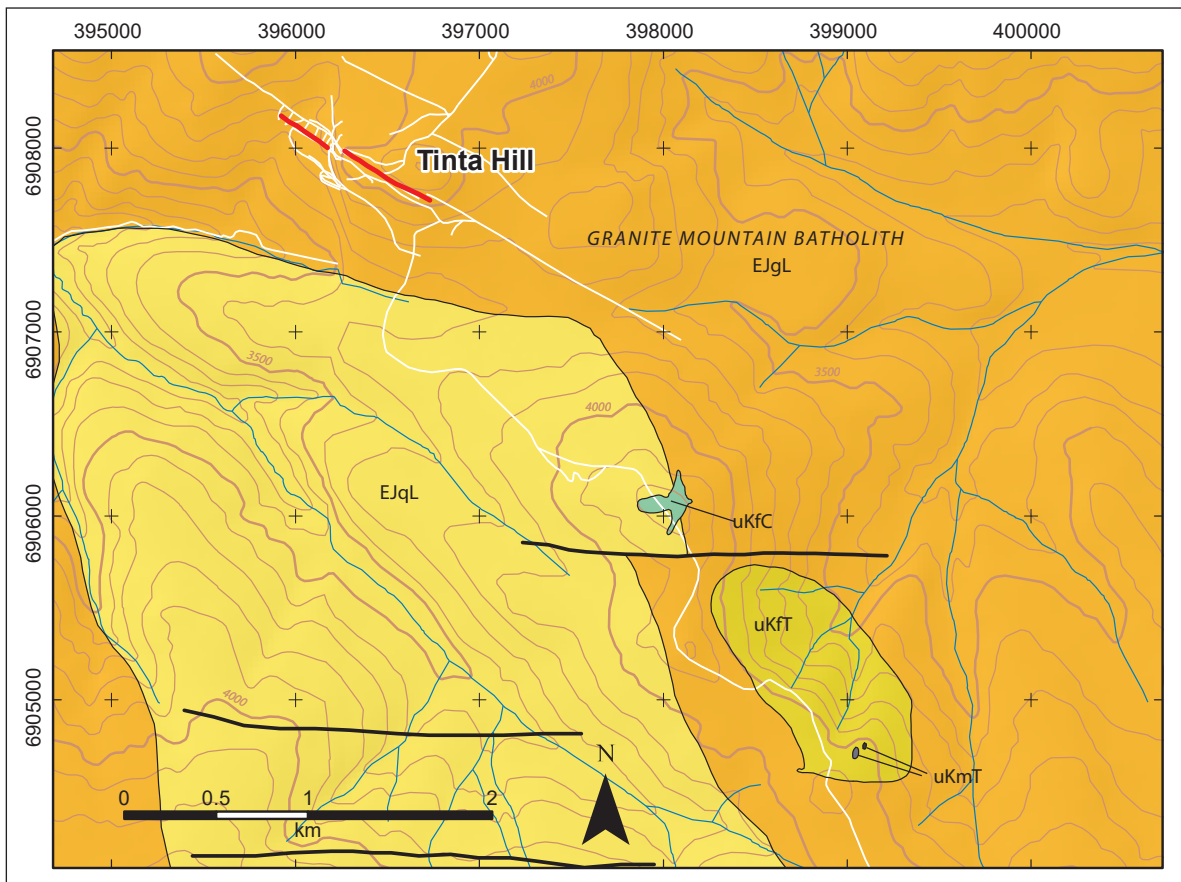 395000 396000 397000 398000 399000 400000
6908000
4000
Tinta Hill
GRANITE MOUNTAIN BATHOLITH
EJgL
6907000
3500
3500
4000
EJqL
6906000
uKfC
uKfT
6905000
4000
N
uKmT
0 0.5 1 2
km